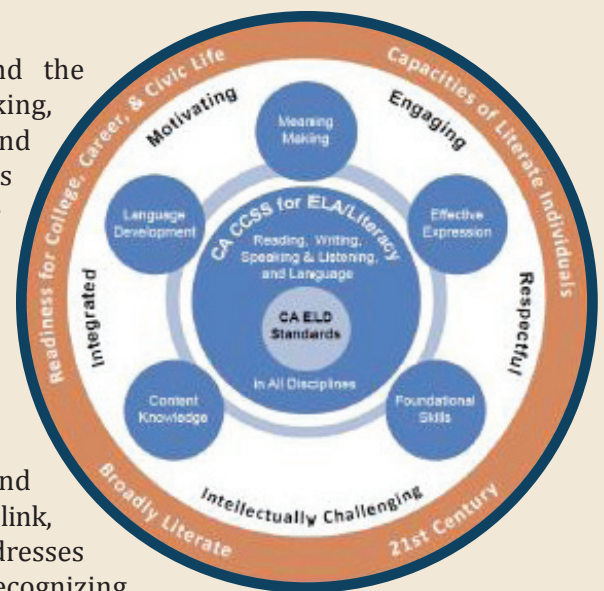 nd the
king,
nd
s
Readiness for College, Career, & Civic Life
Capacities of Literate Individuals
Broadly Literate
21st Century
Motivating
Engaging
Integrated
Respectful
Intellectually Challenging
Meaning
Making
Language
Development
Effective
Expression
Content
Knowledge
Foundational
Skills
CA CCSS for ELA/Literacy
Reading, Writing,
Speaking & Listening,
and Language
CA ELD
Standards
in All Disciplines
nd
link,
dresses
ecognizing